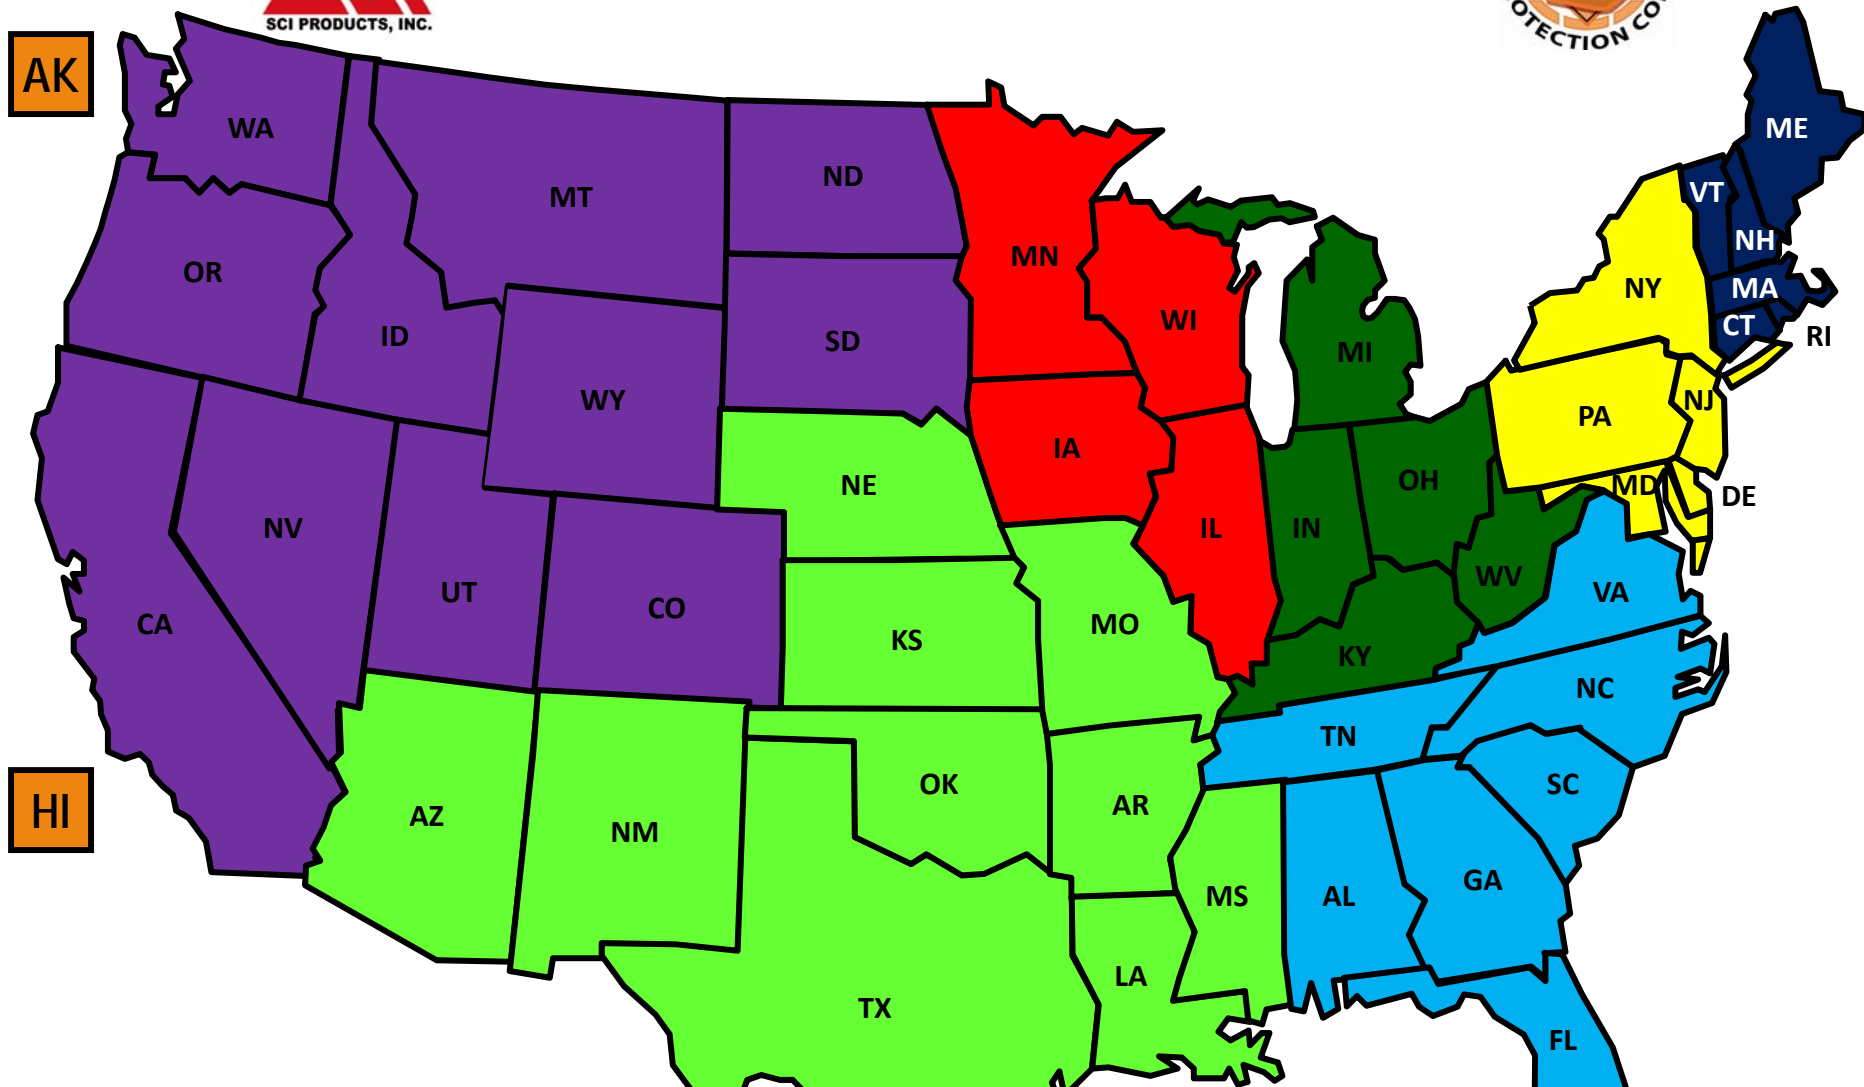 SCI PRODUCTS, INC.
OTECTION CO
AK
WA
MT
ND
MN
ME
VT
NH
OR
ID
SD
WI
MI
NY
MA
CT
RI
WY
NE
IA
PA
NJ
NV
UT
CO
KS
MO
IL
IN
OH
WV
MD
DE
CA
VA
KY
NC
TN
HI
AZ
NM
OK
AR
SC
MS
AL
GA
TX
LA
FL